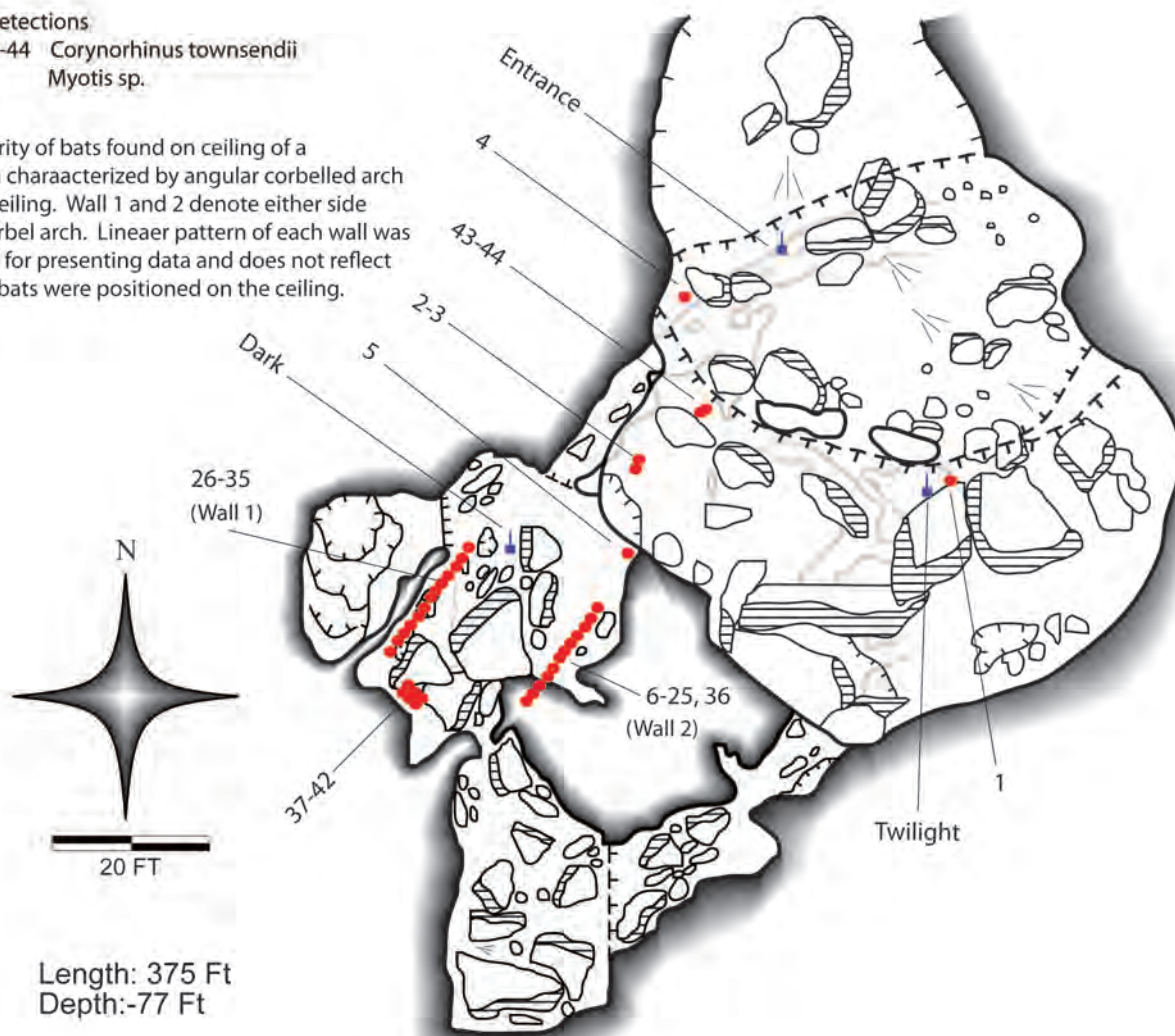 etections
-44 Corynorhinus townsendii
Myotis sp.
rity of bats found on ceiling of a
charaacterized by angular corbelled arch
eiling. Wall 1 and 2 denote either side
rbel arch. Lineaer pattern of each wall was
for presenting data and does not reflect
bats were positioned on the ceiling.
Entrance
4
43-44
2-3
5
Dark
26-35
(Wall 1)
N
6-25, 36
(Wall 2)
37-42
1
Twilight
20 FT
Length: 375 Ft
Depth:-77 Ft